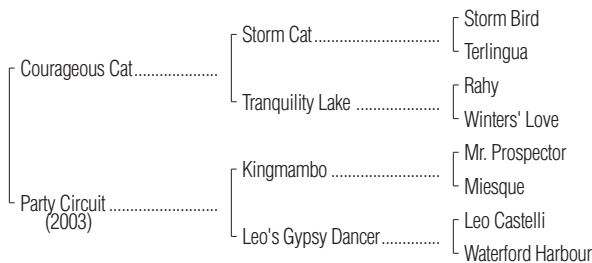 Courageous Cat....................
Party Circuit..........................
(2003)
Storm Cat...............................
Tranquility Lake ....................
Kingmambo ..........................
Leo's Gypsy Dancer..............
Storm Bird
Terlingua
Rahy
Winters' Love
Mr. Prospector
Miesque
Leo Castelli
Waterford Harbour